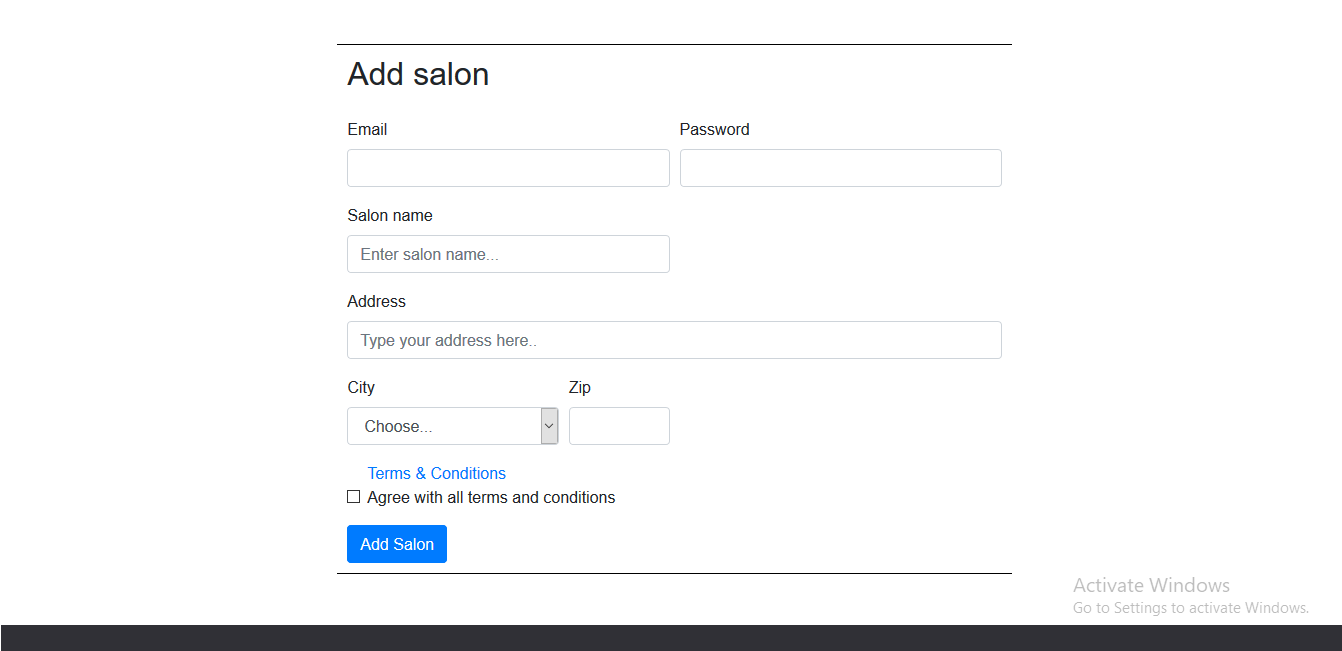 Add salon
Email
Password
Salon name
Enter salon name...
Address
Type your address here..
City
Zip
Choose...
Terms & Conditions
Agree with all terms and conditions
Add Salon
Activate Windows
Go to Settings to activate Windows.